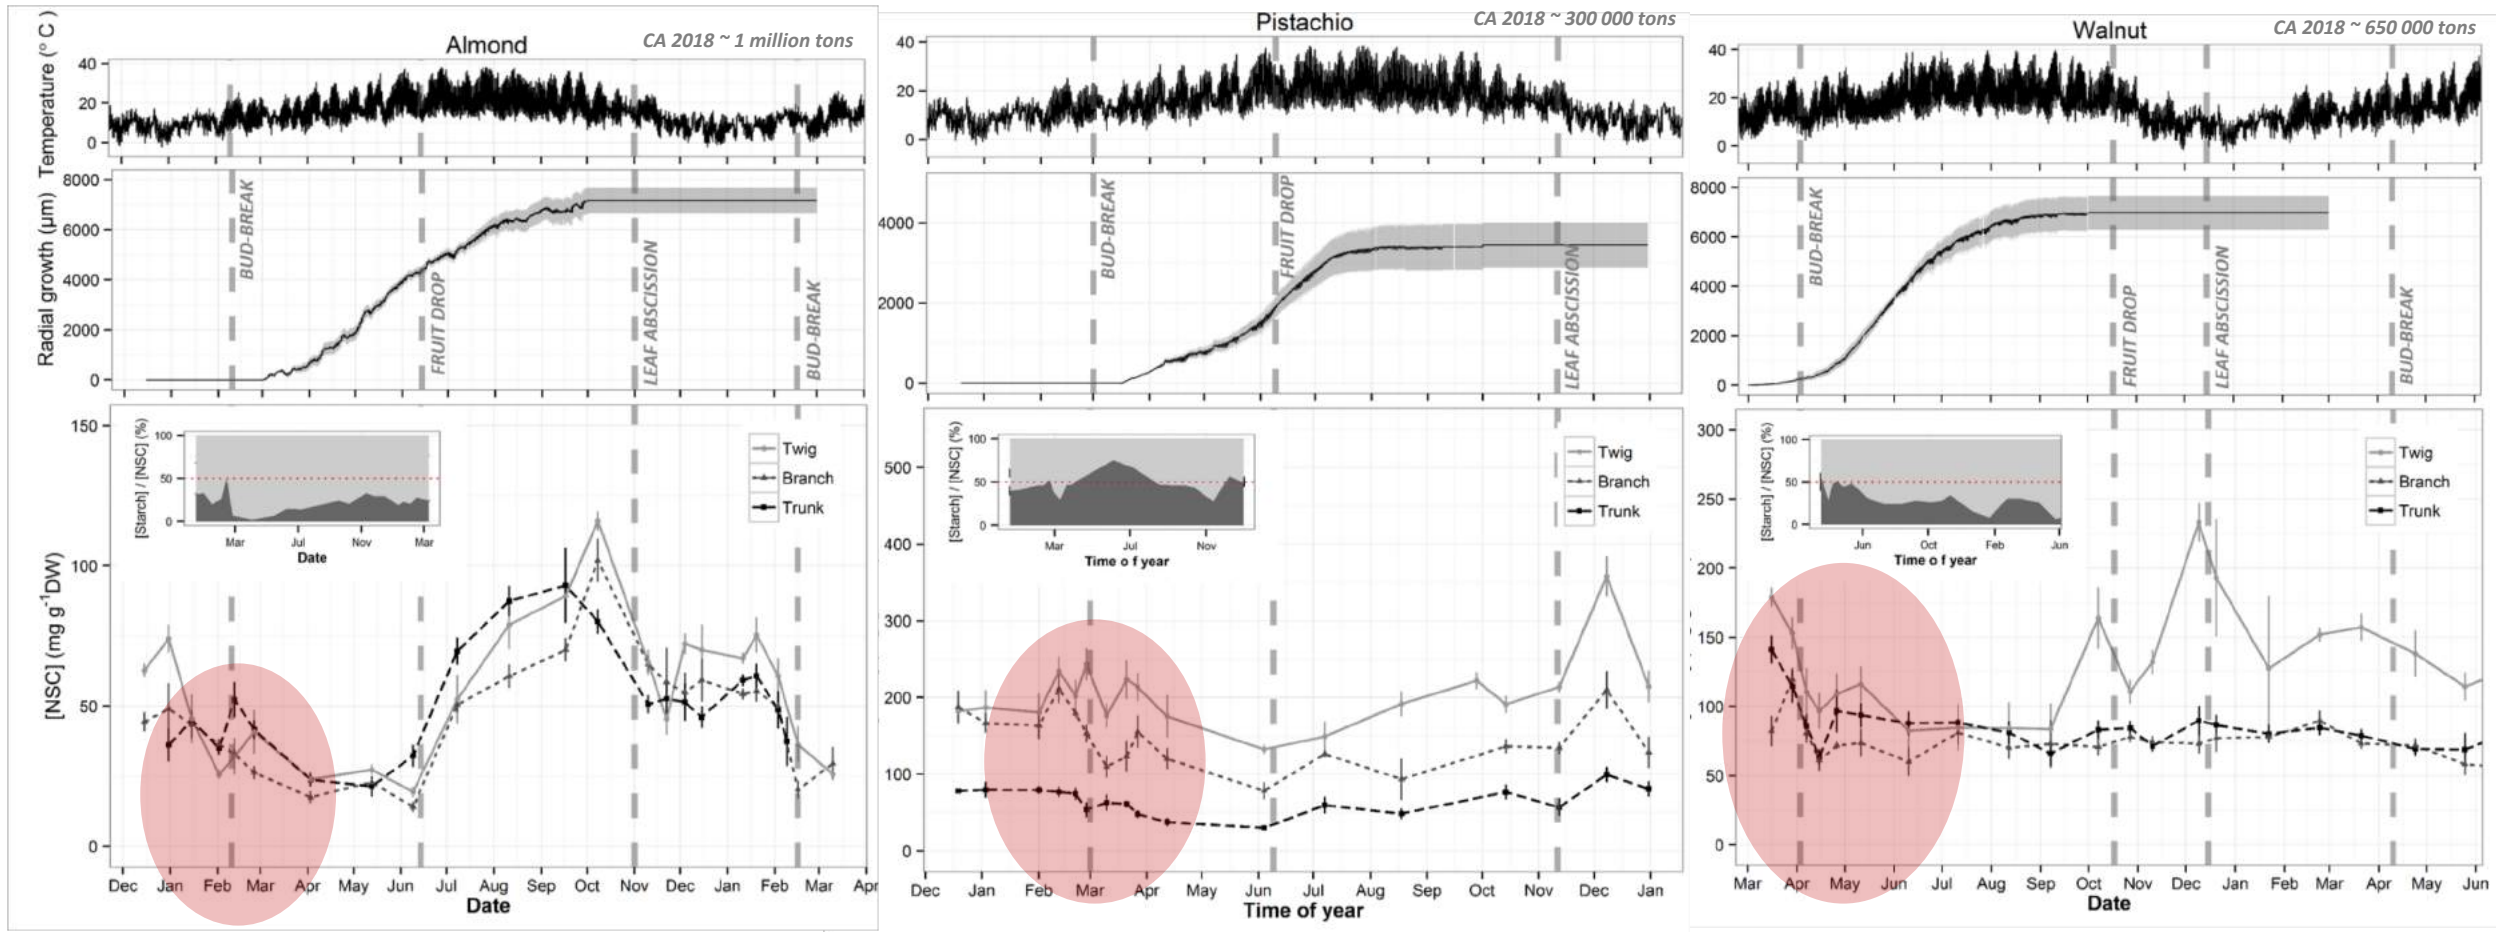 Almond
CA 2018 ~ 1 million tons
Temperature (° C)
40
20
0
Radial growth (µm)
8000
6000
4000
2000
0
BUD-BREAK
FRUIT DROP
LEAF ABSCISSION
BUD-BREAK
[NSC] (mg g-1DW)
150
100
50
0
[Starch] / [NSC] (%)
100
50
0
Mar Jul Nov Mar
Date
Twig
Branch
Trunk
Dec Jan Feb Mar Apr May Jun Jul Aug Sep Oct Nov Dec Jan Feb Mar Apr
Date
Pistachio
CA 2018 ~ 300 000 tons
40
20
0
4000
2000
0
BUD-BREAK
FRUIT DROP
LEAF ABSCISSION
500
400
300
200
100
0
[Starch] / [NSC] (%)
100
50
0
Mar Jul Nov
Time o f year
Twig
Branch
Trunk
Dec Jan Feb Mar Apr May Jun Jul Aug Sep Oct Nov Dec Jan
Time of year
Walnut
CA 2018 ~ 650 000 tons
40
20
0
8000
6000
4000
2000
0
BUD-BREAK
FRUIT DROP
LEAF ABSCISSION
BUD-BREAK
300
250
200
150
100
50
0
[Starch] / [NSC] (%)
100
50
0
Jun Oct Feb Jun
Time o f year
Twig
Branch
Trunk
Mar Apr May Jun Jul Aug Sep Oct Nov Dec Jan Feb Mar Apr May Jun
Date